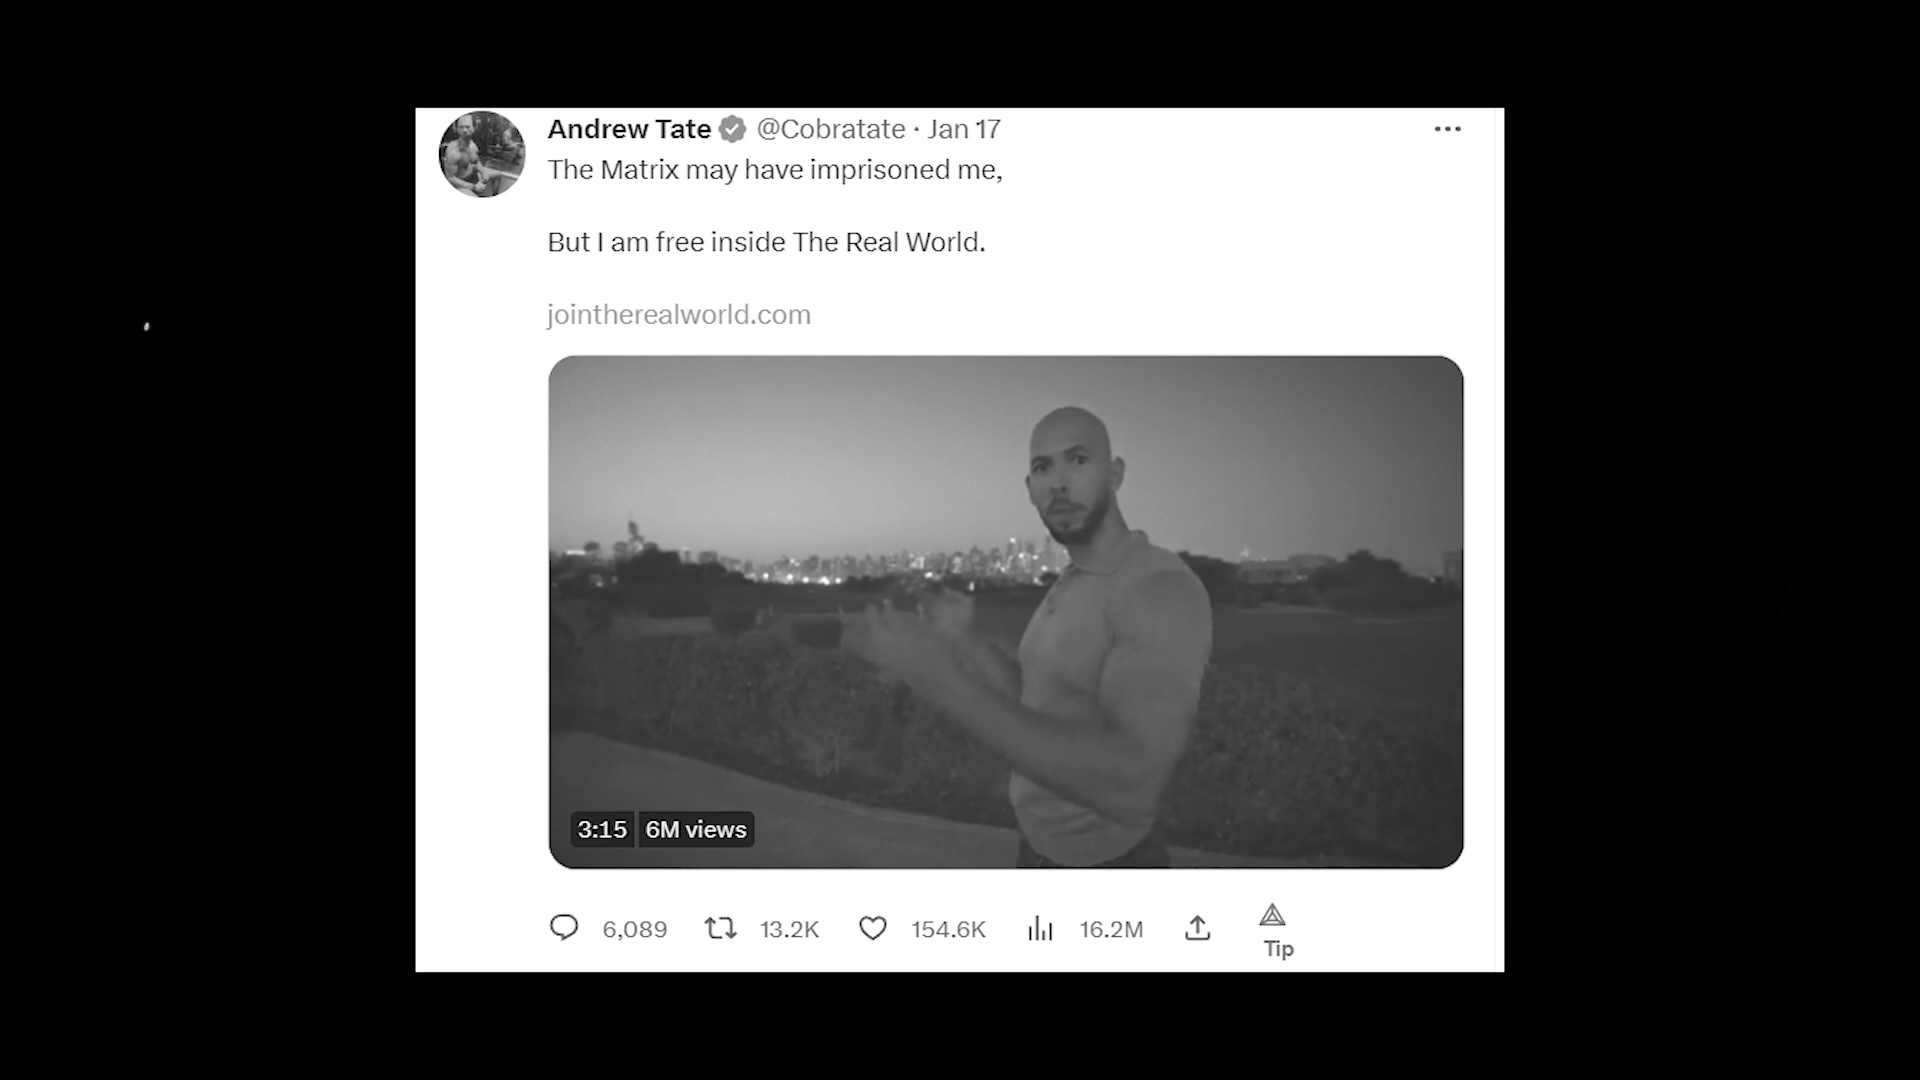 Andrew Tate @Cobratate · Jan 17
The Matrix may have imprisoned me,
But I am free inside The Real World.
jointherealworld.com
3:15 6M views
6,089 13.2K 154.6K 16.2M
Tip